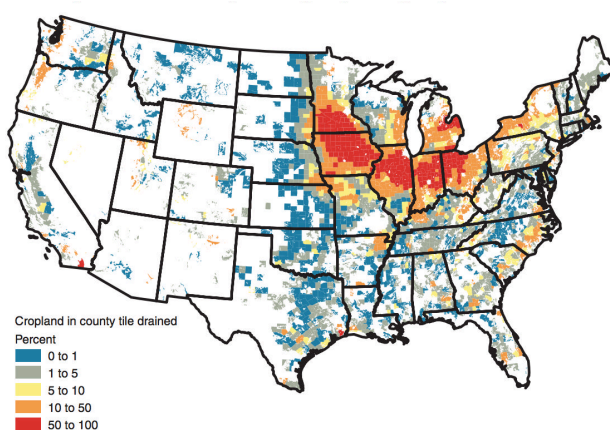 Cropland in county tile drained
Percent
0 to 1
1 to 5
5 to 10
10 to 50
50 to 100